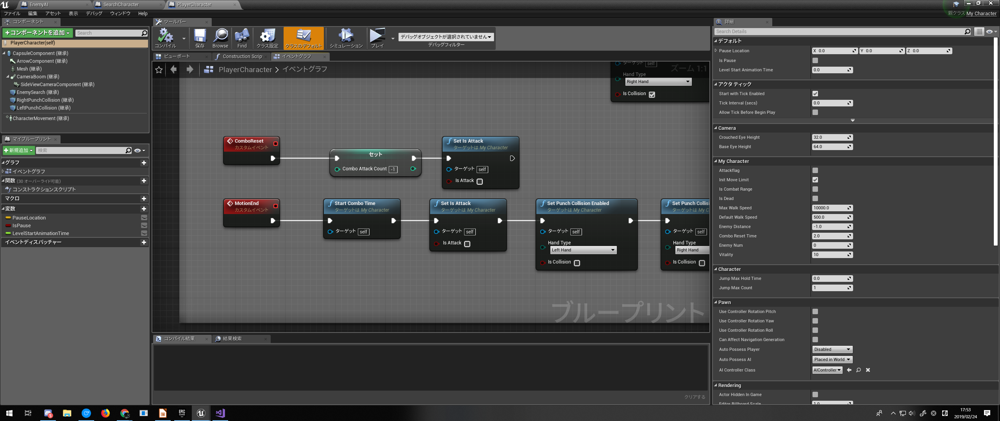 EnemyAI
SearchCharacter
PlayerCharacter
ファイル
編集
アセット
表示
デバッグ
ウィンドウ
Help
親クラス My Character
コンポーネント
+コンポーネントを追加
Search
PlayerCharacter(self)
CapsuleComponent (継承)
ArrowComponent (継承)
Mesh (継承)
CameraBoom (継承)
SideViewCameraComponent (継承)
EnemySearch (継承)
RightPunchCollision (継承)
LeftPunchCollision (継承)
CharacterMovement (継承)
マイブループリント
+新規追加
検索
グラフ
イベントグラフ
関数 (30 オーバーライド可能)
コンストラクションスクリプト
マクロ
変数
PauseLocation
IsPause
LevelStartAnimationTime
イベントディスパッチャー
ツールバー
コンパイル
保存
Browse
Find
クラス設定
クラスのデフォルト
シミュレーション
プレイ
デバッグオブジェクトが選択されていません
デバッグフィルター
ビューポート
Construction Scrip
イベントグラフ
PlayerCharacter > イベントグラフ
ズーム 1:1
ターゲット self
Hand Type
Right Hand
Is Collision
ComboReset
カスタムイベント
セット
Combo Attack Count -1
Set Is Attack
ターゲットは My Character
ターゲット self
Is Attack
MotionEnd
カスタムイベント
Start Combo Time
ターゲットは My Character
ターゲット self
Set Is Attack
ターゲットは My Character
ターゲット self
Is Attack
Set Punch Collision Enabled
ターゲットは My Character
ターゲット self
Hand Type
Left Hand
Is Collision
Set Punch Collisi
ターゲットは My C
ターゲット self
Hand Type
Right Hand
Is Collision
ブループリント
コンパイル結果
結果検索
クリアする
詳細
Search Details
デフォルト
Pause Location X 0.0 Y 0.0 Z 0.0
Is Pause
Level Start Animation Time 0.0
アクタ ティック
Start with Tick Enabled
Tick Interval (secs) 0.0
Allow Tick Before Begin Play
Camera
Crouched Eye Height 32.0
Base Eye Height 64.0
My Character
Attackflag
Init Move Limit
Is Combat Range
Is Dead
Max Walk Speed 10000.0
Default Walk Speed 500.0
Enemy Distance -1.0
Combo Reset Time 2.0
Enemy Num 0
Vitality 10
Character
Jump Max Hold Time 0.0
Jump Max Count 1
Pawn
Use Controller Rotation Pitch
Use Controller Rotation Yaw
Use Controller Rotation Roll
Can Affect Navigation Generation
Auto Possess Player Disabled
Auto Possess AI Placed in World
AI Controller Class AIController
Rendering
Actor Hidden In Game
Editor Billboard Scale 1.0
5
EPIC
GAMES
17:53
2019/02/24